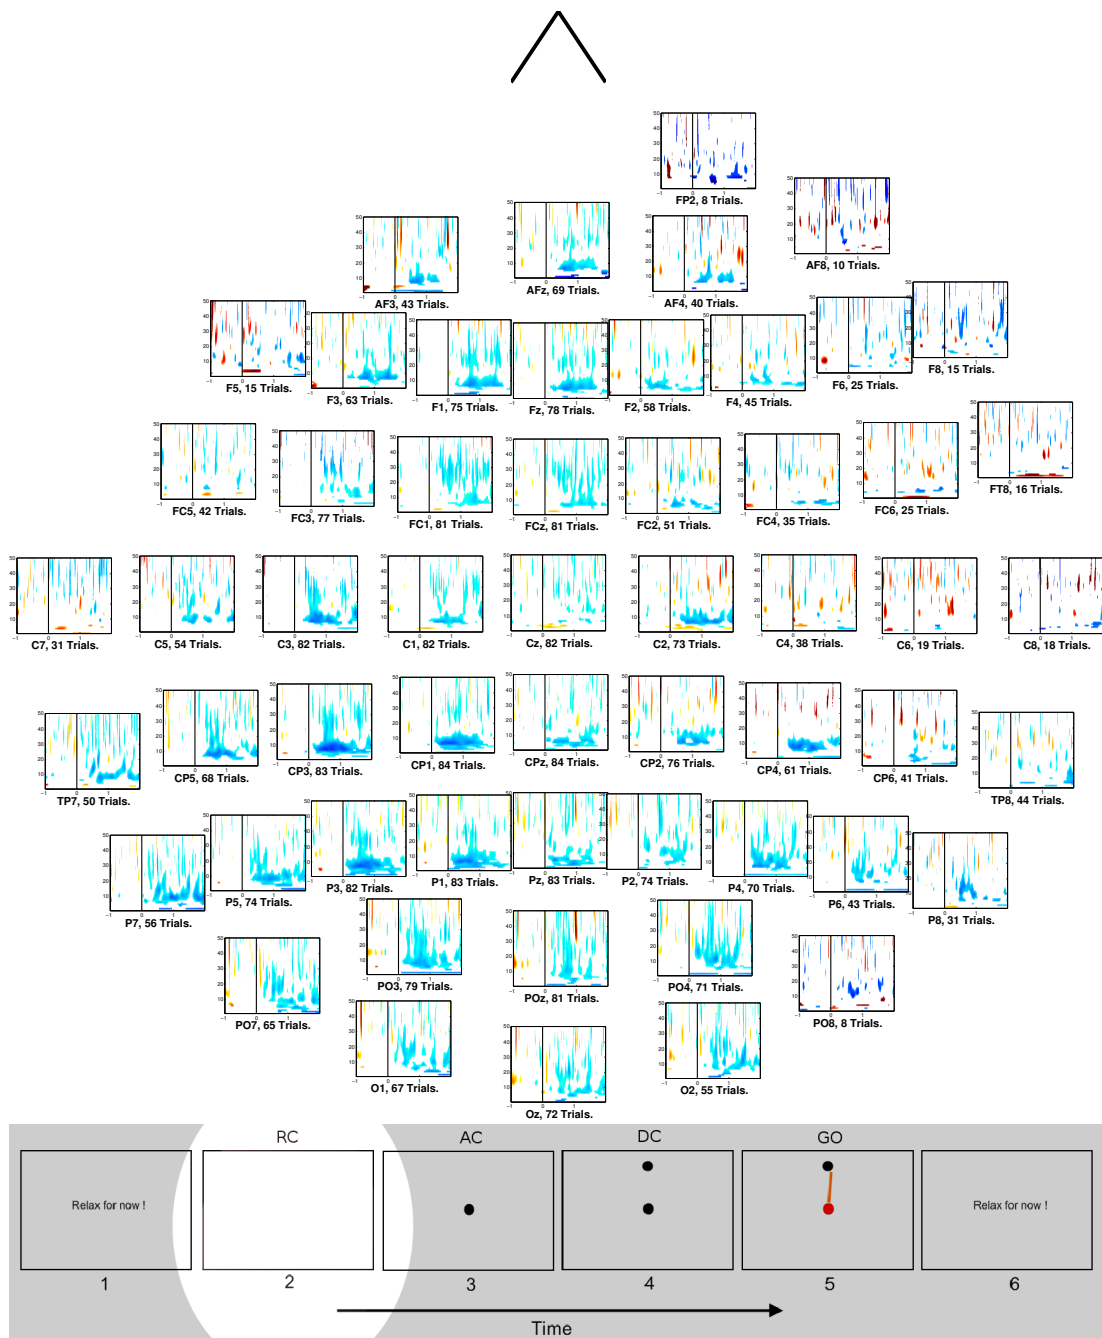 FP2, 8 Trials.
AF8, 10 Trials.
AF3, 43 Trials.
AFz, 69 Trials.
AF4, 40 Trials.
F5, 15 Trials.
F3, 63 Trials.
F1, 75 Trials.
Fz, 78 Trials.
F2, 58 Trials.
F4, 45 Trials.
F6, 25 Trials.
F8, 15 Trials.
FC5, 42 Trials.
FC3, 77 Trials.
FC1, 81 Trials.
FCz, 81 Trials.
FC2, 51 Trials.
FC4, 35 Trials.
FC6, 25 Trials.
FT8, 16 Trials.
C7, 31 Trials.
C5, 54 Trials.
C3, 82 Trials.
C1, 82 Trials.
Cz, 82 Trials.
C2, 73 Trials.
C4, 38 Trials.
C6, 19 Trials.
C8, 18 Trials.
TP7, 50 Trials.
CP5, 68 Trials.
CP3, 83 Trials.
CP1, 84 Trials.
CPz, 84 Trials.
CP2, 76 Trials.
CP4, 61 Trials.
CP6, 41 Trials.
TP8, 44 Trials.
P7, 56 Trials.
P5, 74 Trials.
P3, 82 Trials.
P1, 83 Trials.
Pz, 83 Trials.
P2, 74 Trials.
P4, 70 Trials.
P6, 43 Trials.
P8, 31 Trials.
PO7, 65 Trials.
PO3, 79 Trials.
POz, 81 Trials.
PO4, 71 Trials.
PO8, 8 Trials.
O1, 67 Trials.
Oz, 72 Trials.
O2, 55 Trials.
RC AC DC GO
Relax for now ! Relax for now !
1 2 3 4 5 6
Time